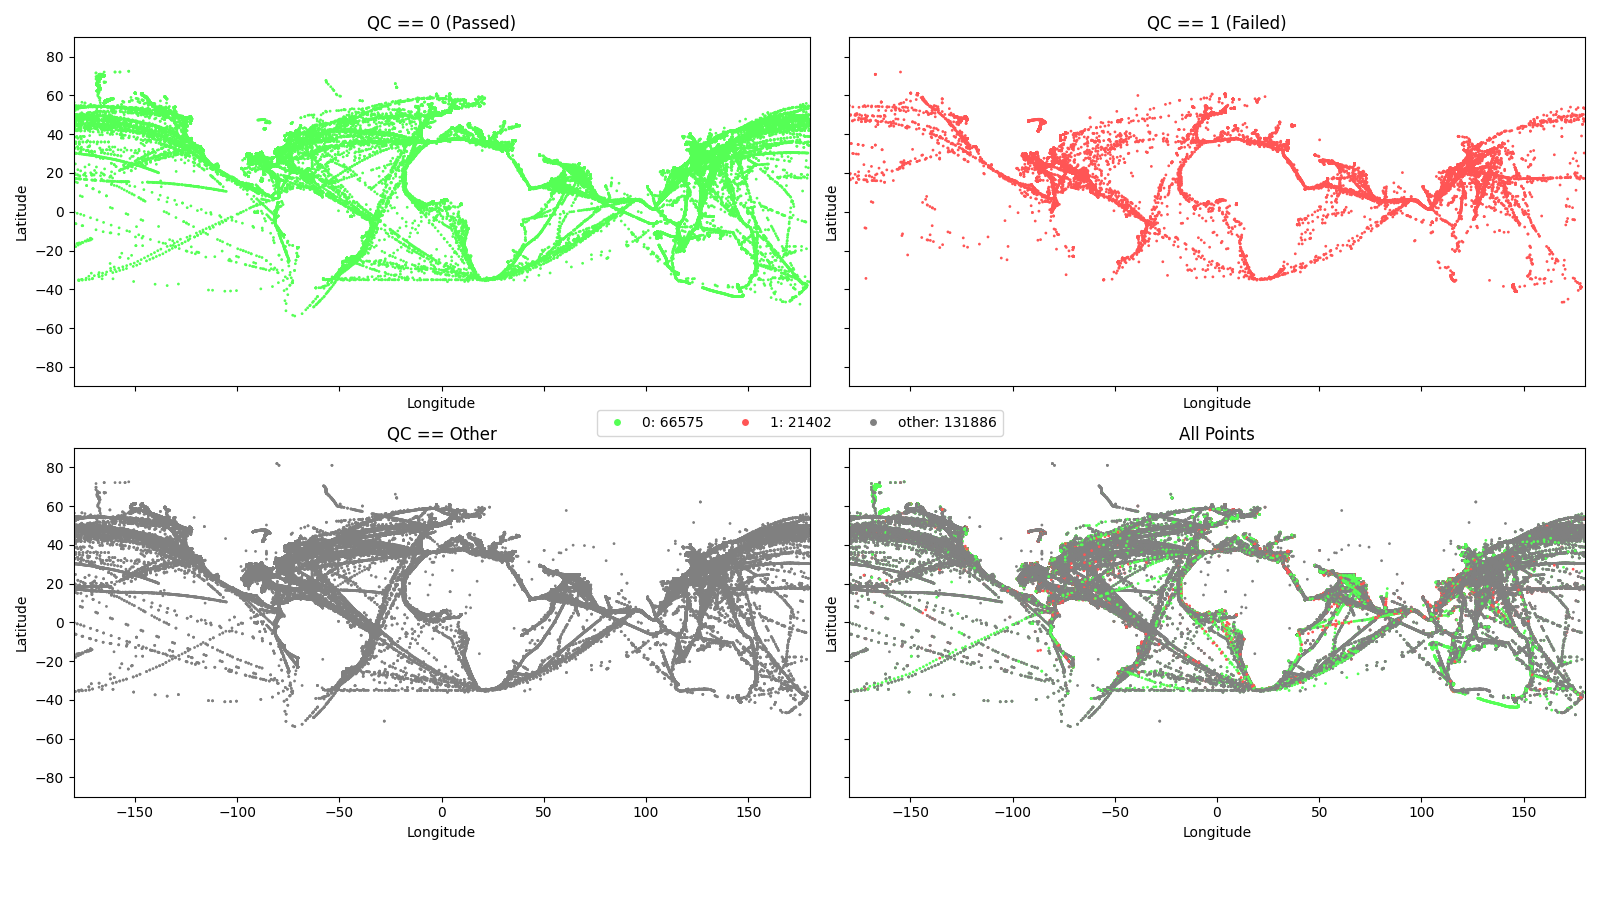 QC == 0 (Passed)
QC == 1 (Failed)
80
60
40
20
0
−20
−40
−60
−80
Latitude
Latitude
Longitude
Longitude
0: 66575 1: 21402 other: 131886
QC == Other
All Points
80
60
40
20
0
−20
−40
−60
−80
Latitude
Latitude
−150 −100 −50 0 50 100 150
−150 −100 −50 0 50 100 150
Longitude
Longitude